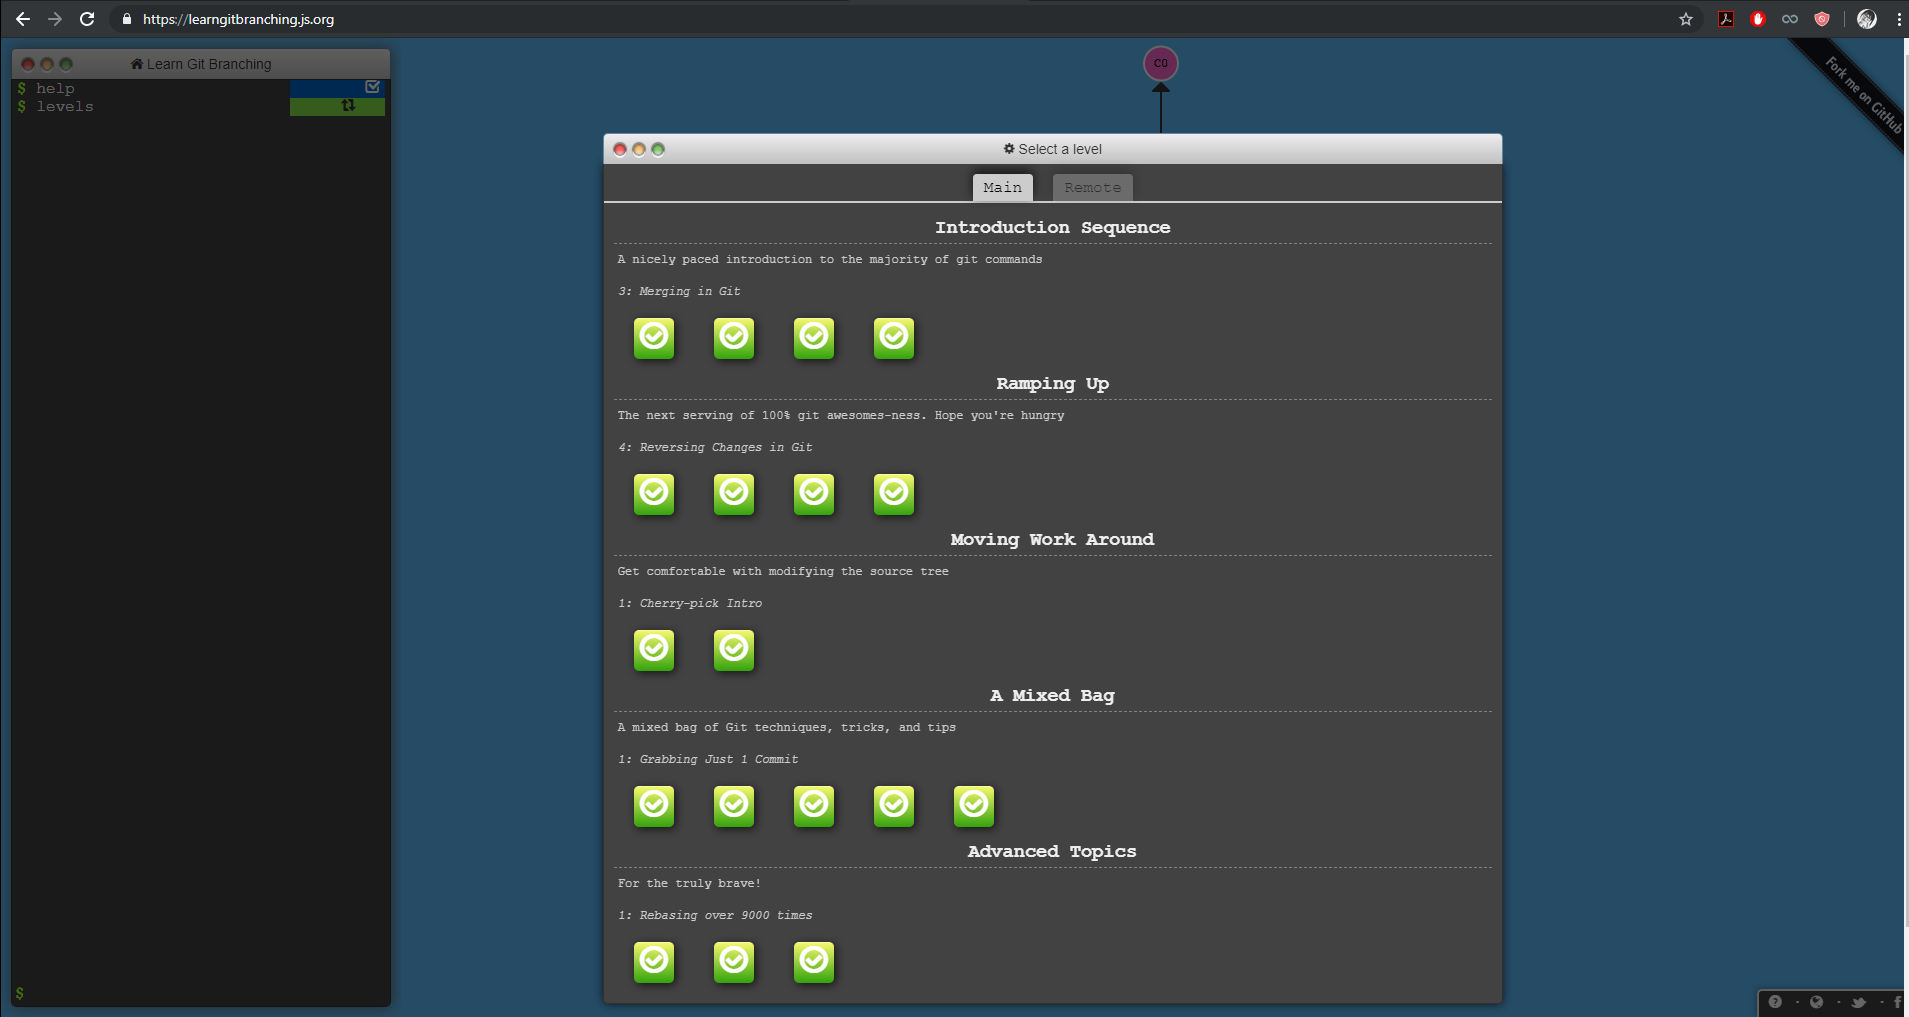 https://learngitbranching.js.org
Learn Git Branching
$ help
$ levels
$
C0
Fork me on GitHub
Select a level
Main
Remote
Introduction Sequence
A nicely paced introduction to the majority of git commands
3: Merging in Git
Ramping Up
The next serving of 100% git awesomes-ness. Hope you're hungry
4: Reversing Changes in Git
Moving Work Around
Get comfortable with modifying the source tree
1: Cherry-pick Intro
A Mixed Bag
A mixed bag of Git techniques, tricks, and tips
1: Grabbing Just 1 Commit
Advanced Topics
For the truly brave!
1: Rebasing over 9000 times